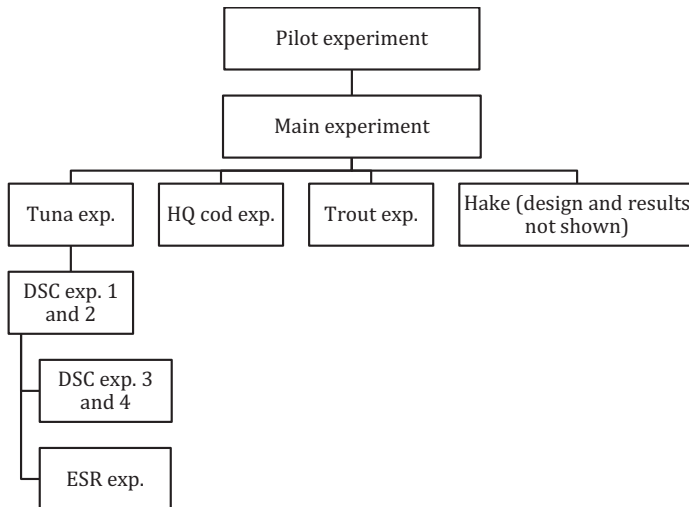 Pilot experiment
Main experiment
Tuna exp.
HQ cod exp.
Trout exp.
Hake (design and results
not shown)
DSC exp. 1
and 2
DSC exp. 3
and 4
ESR exp.